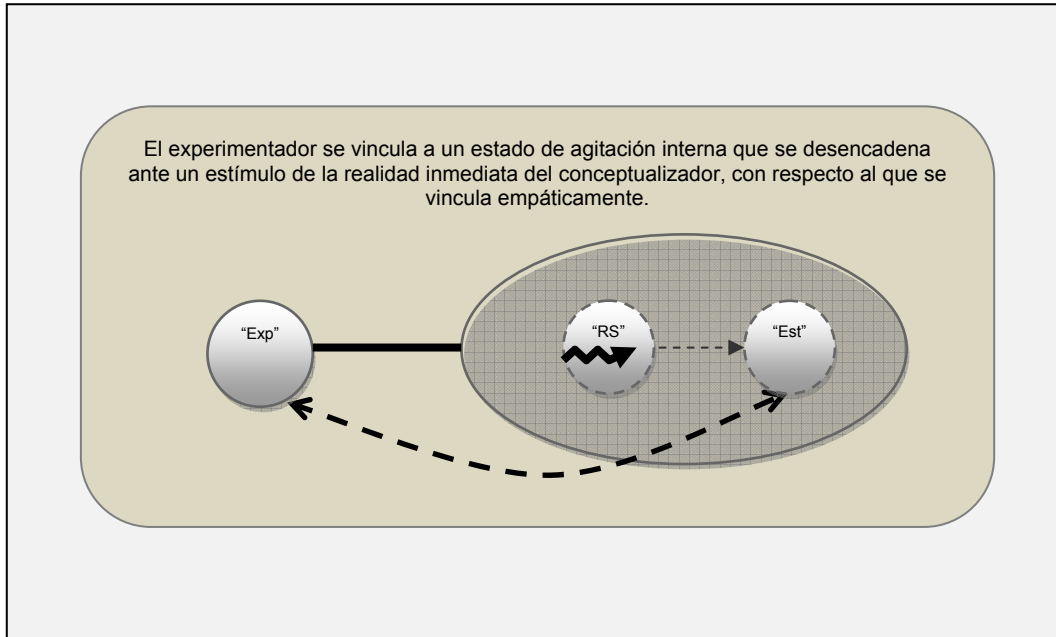 El experimentador se vincula a un estado de agitación interna que se desencadena
ante un estímulo de la realidad inmediata del conceptualizador, con respecto al que se
vincula empáticamente.
“Exp”
“RS”
“Est”